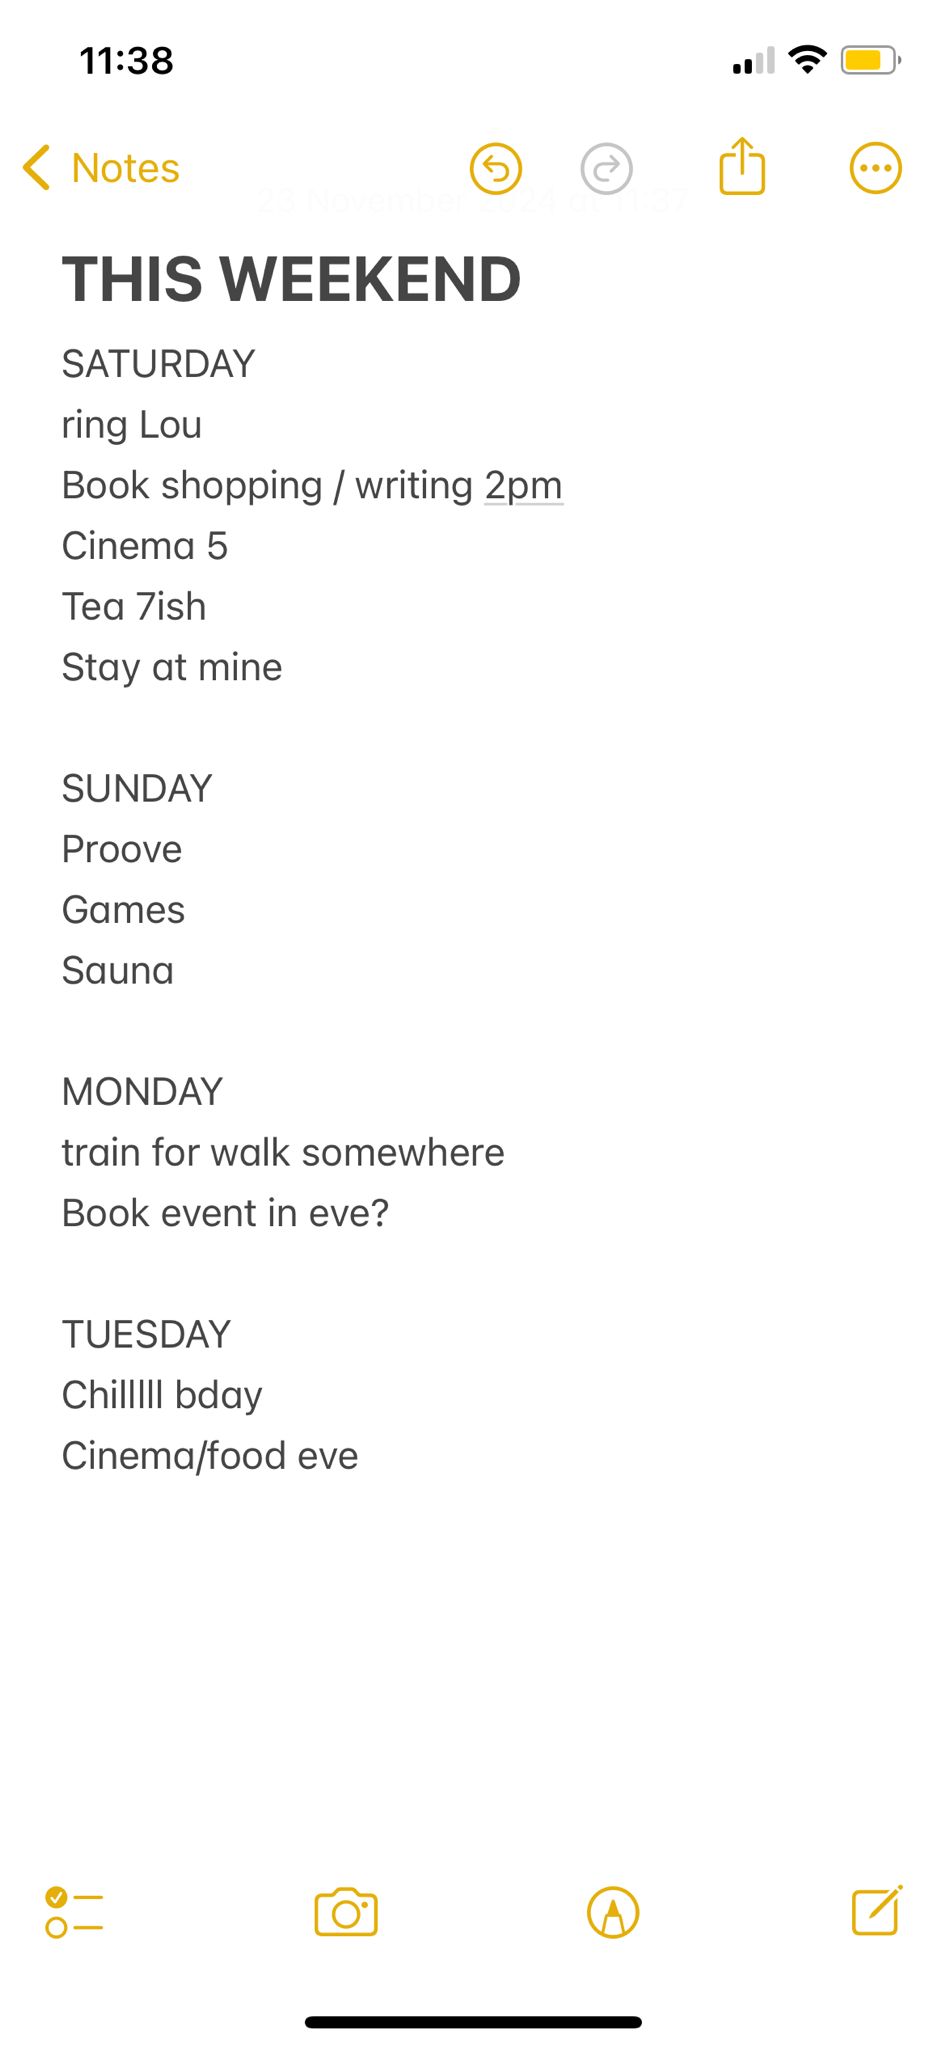 11:38
Notes
23 November 2024 at 11:37
THIS WEEKEND
SATURDAY
ring Lou
Book shopping / writing 2pm
Cinema 5
Tea 7ish
Stay at mine
SUNDAY
Proove
Games
Sauna
MONDAY
train for walk somewhere
Book event in eve?
TUESDAY
Chilllll bday
Cinema/food eve